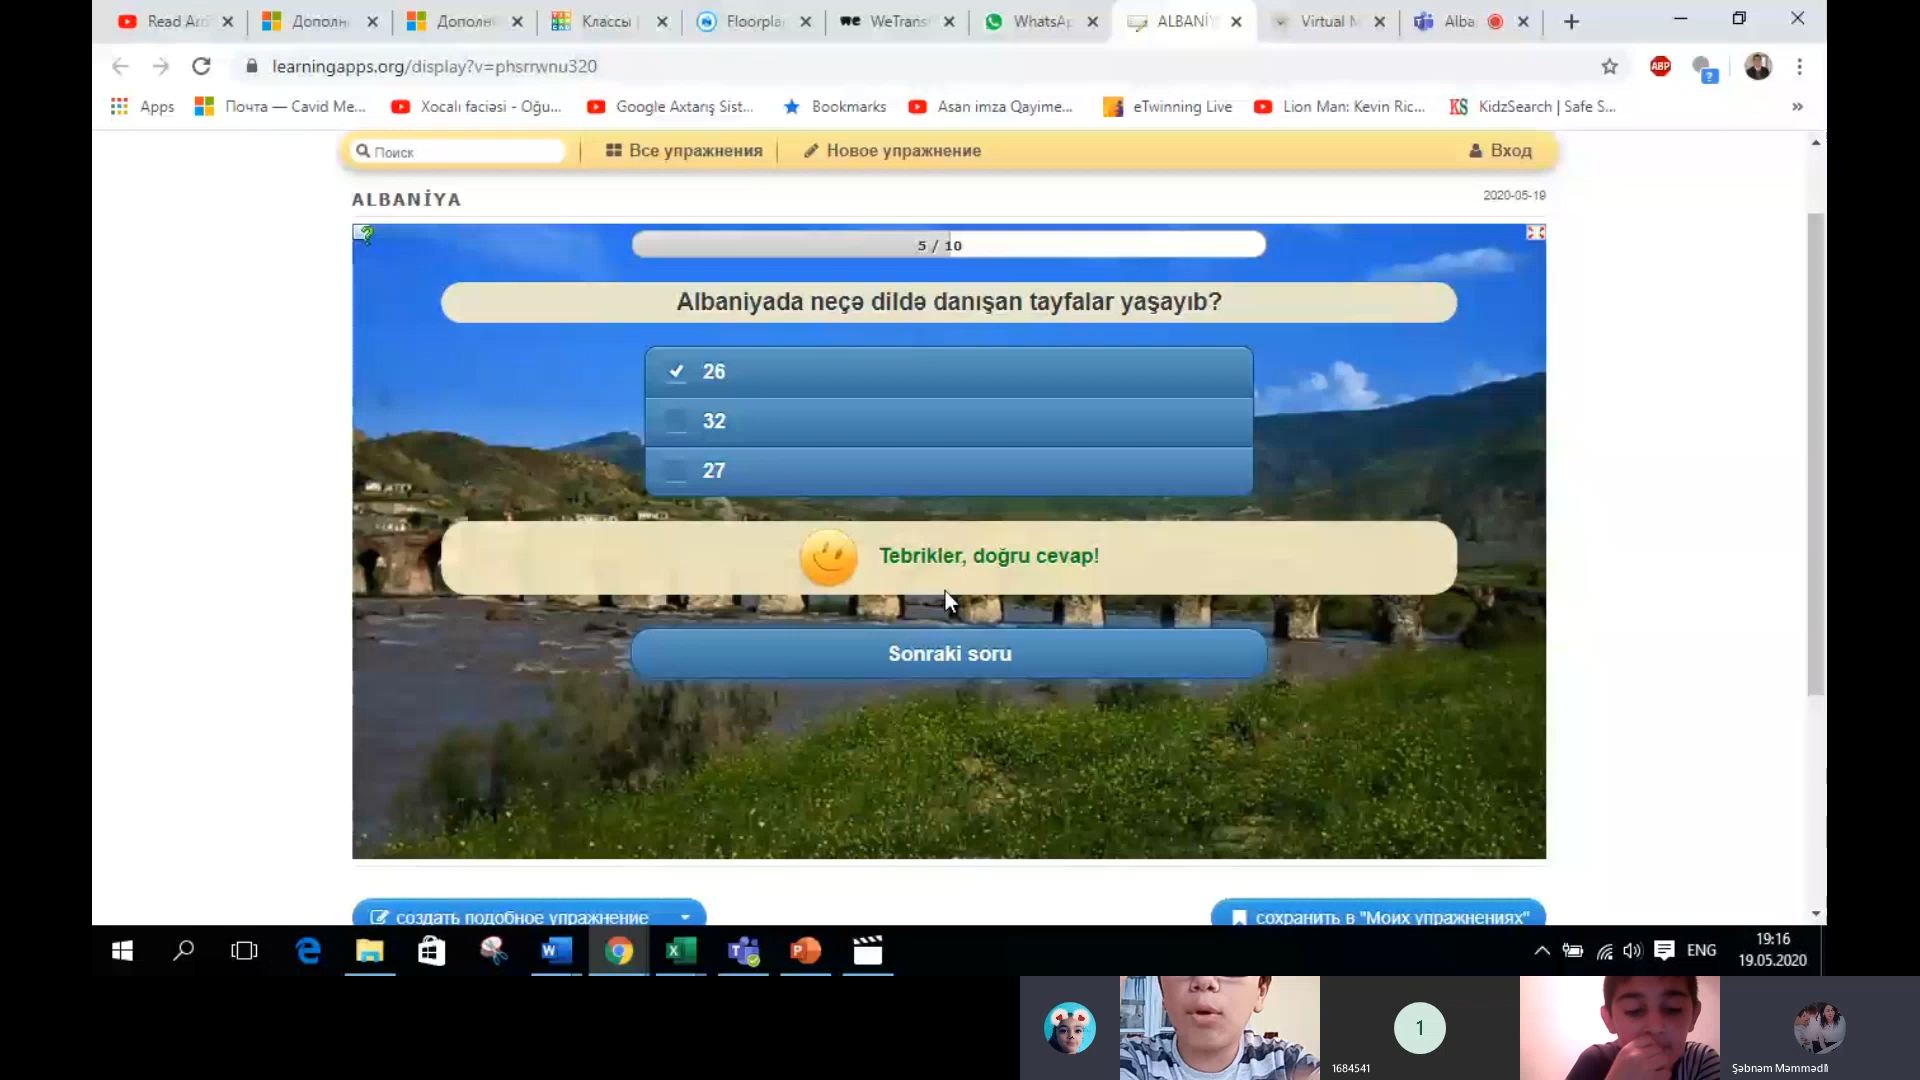 Read Ard
Дополн
Дополн
Классы
Floorpla
WeTrans
WhatsAp
ALBANİY
Virtual M
Alba
learningapps.org/display?v=phsrrwnu320
ABP
Apps
Почта — Cavid Me...
Xocalı faciəsi - Oğu...
Google Axtarış Sist...
Bookmarks
Asan imza Qayime...
eTwinning Live
Lion Man: Kevin Ric...
KidzSearch | Safe S...
Поиск
Все упражнения
Новое упражнение
Вход
ALBANİYA
2020-05-19
5 / 10
Albaniyada neçə dildə danışan tayfalar yaşayıb?
26
32
27
Tebrikler, doğru cevap!
Sonraki soru
создать подобное упражнение
сохранить в "Моих упражнениях"
ENG
19:16
19.05.2020
1
1684541
Şəbnəm Məmmədli